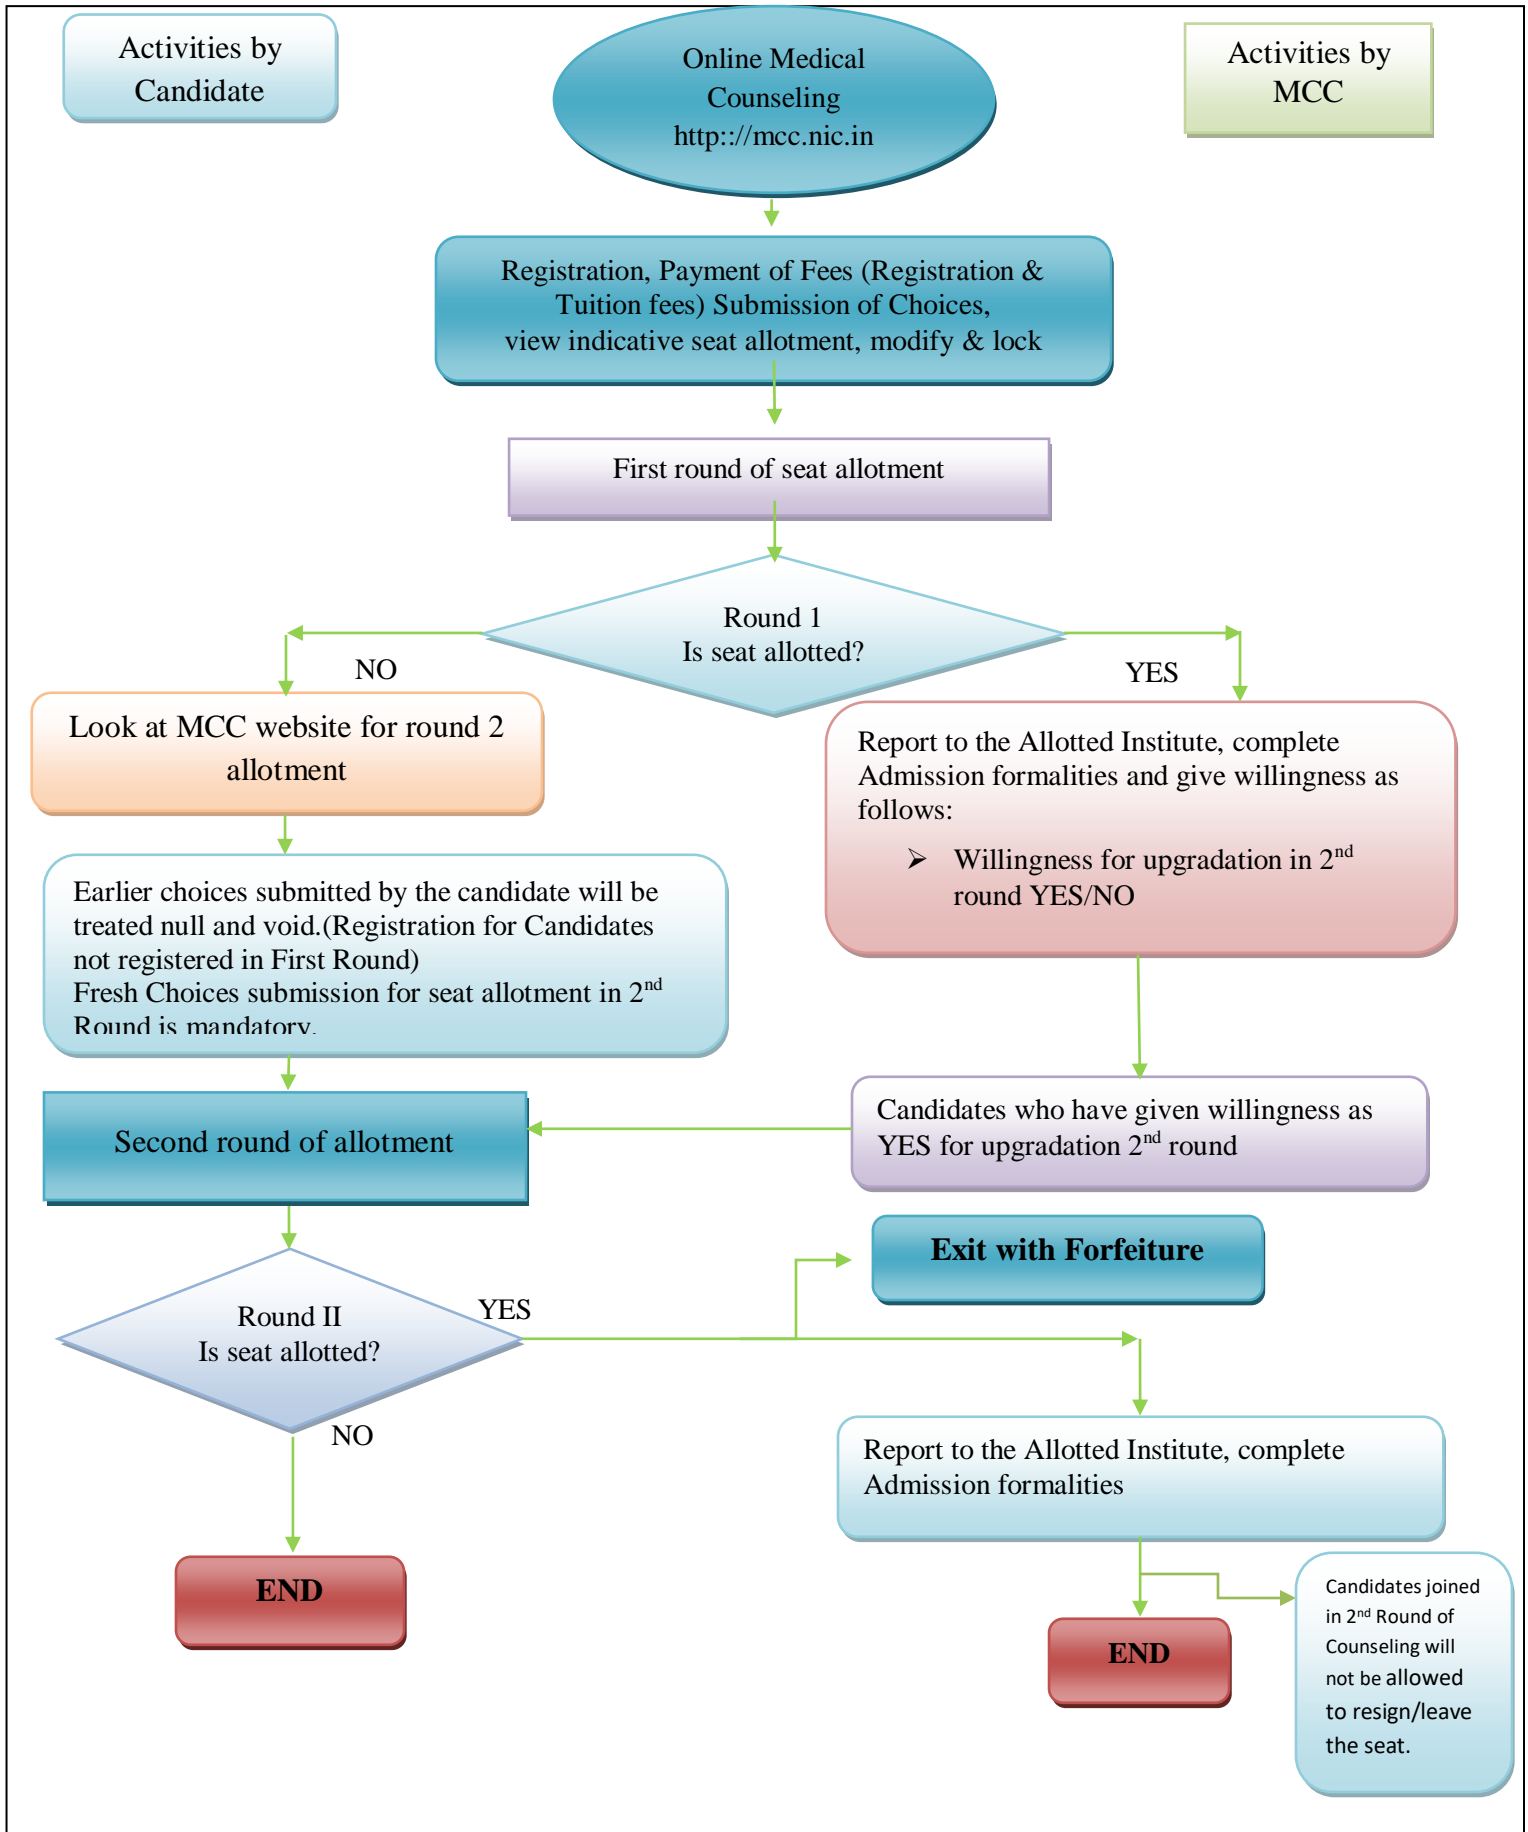 Activities by
Candidate
Online Medical
Counseling
http:://mcc.nic.in
Activities by
MCC
Registration, Payment of Fees (Registration &
Tuition fees) Submission of Choices,
view indicative seat allotment, modify & lock
First round of seat allotment
Round 1
Is seat allotted?
NO
YES
Look at MCC website for round 2
allotment
Report to the Allotted Institute, complete
Admission formalities and give willingness as
follows:
➢ Willingness for upgradation in 2nd
round YES/NO
Earlier choices submitted by the candidate will be
treated null and void.(Registration for Candidates
not registered in First Round)
Fresh Choices submission for seat allotment in 2nd
Round is mandatory.
Second round of allotment
Candidates who have given willingness as
YES for upgradation 2nd round
Exit with Forfeiture
Round II
Is seat allotted?
YES
NO
Report to the Allotted Institute, complete
Admission formalities
END
END
Candidates joined
in 2nd Round of
Counseling will
not be allowed
to resign/leave
the seat.